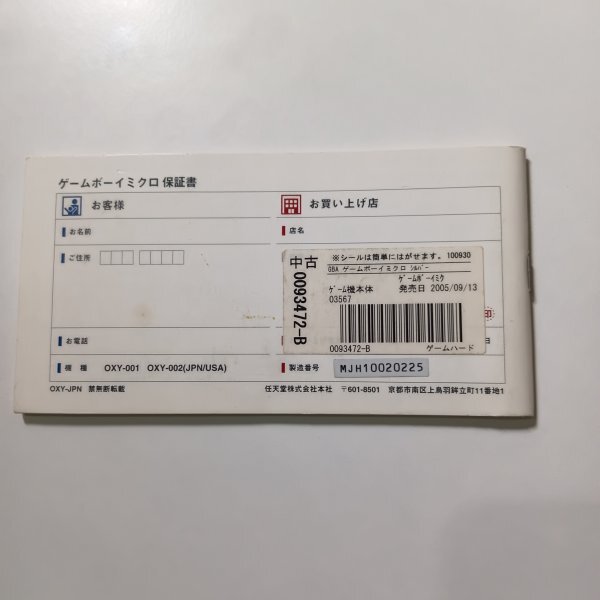 ゲームボーイミクロ 保証書
お客様
お買い上げ店
お名前
店名
ご住所
中古
0093472-B
※シールは簡単にはがせます。 100930
GBA ゲームボーイミクロ シルバー
ゲームボーイミク
ゲーム機本体 発売日 2005/09/13
03567
0093472-B ゲームハード
印
お電話
日
機 種 OXY-001 OXY-002(JPN/USA)
製造番号 MJH10020225
OXY-JPN 禁無断転載
任天堂株式会社本社 〒601-8501 京都市南区上鳥羽鉾立町11番地1